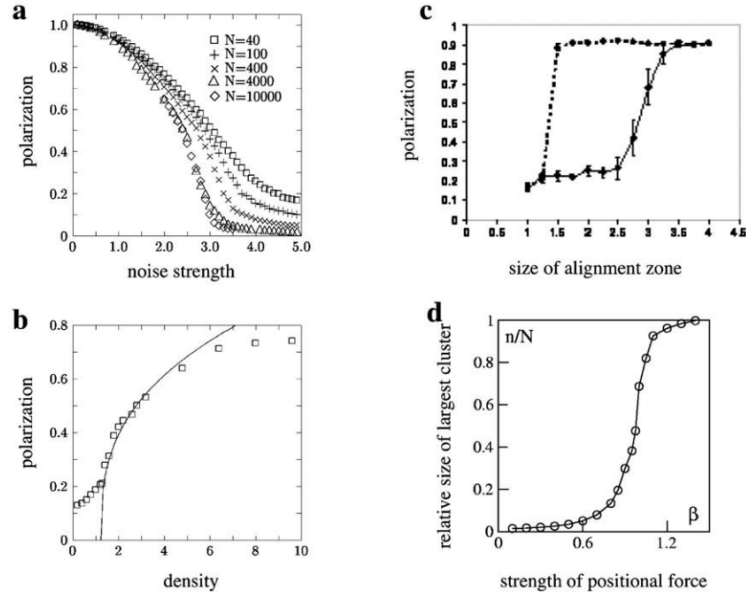 a
polarization
1.0
0.8
0.6
0.4
0.2
0
0
1.0
2.0
3.0
4.0
5.0
N=40
N=100
N=400
N=4000
N=10000
noise strength
b
polarization
0.8
0.6
0.4
0.2
0
0
2
4
6
8
10
density
c
polarization
1
0.9
0.8
0.7
0.6
0.5
0.4
0.3
0.2
0.1
0
0.5
1
1.5
2
2.5
3
3.5
4
4.5
size of alignment zone
d
relative size of largest cluster
n/N
1
0.8
0.6
0.4
0.2
0
0
0.6
1.2
β
strength of positional force